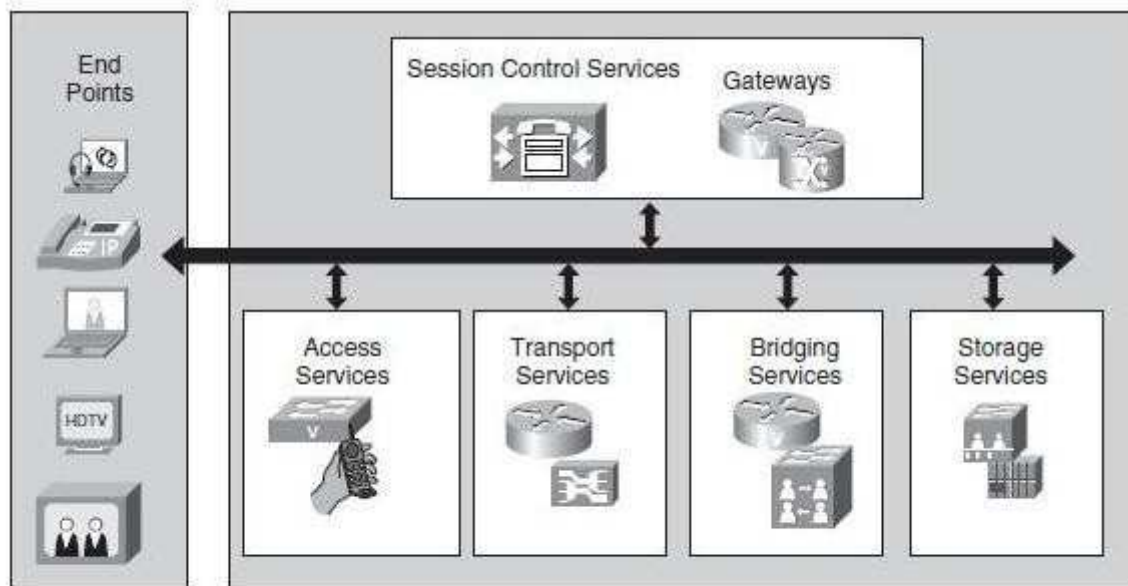 End
Points
IP
HDTV
Session Control Services
Gateways
V
Access
Services
V
Transport
Services
Bridging
Services
V
Storage
Services